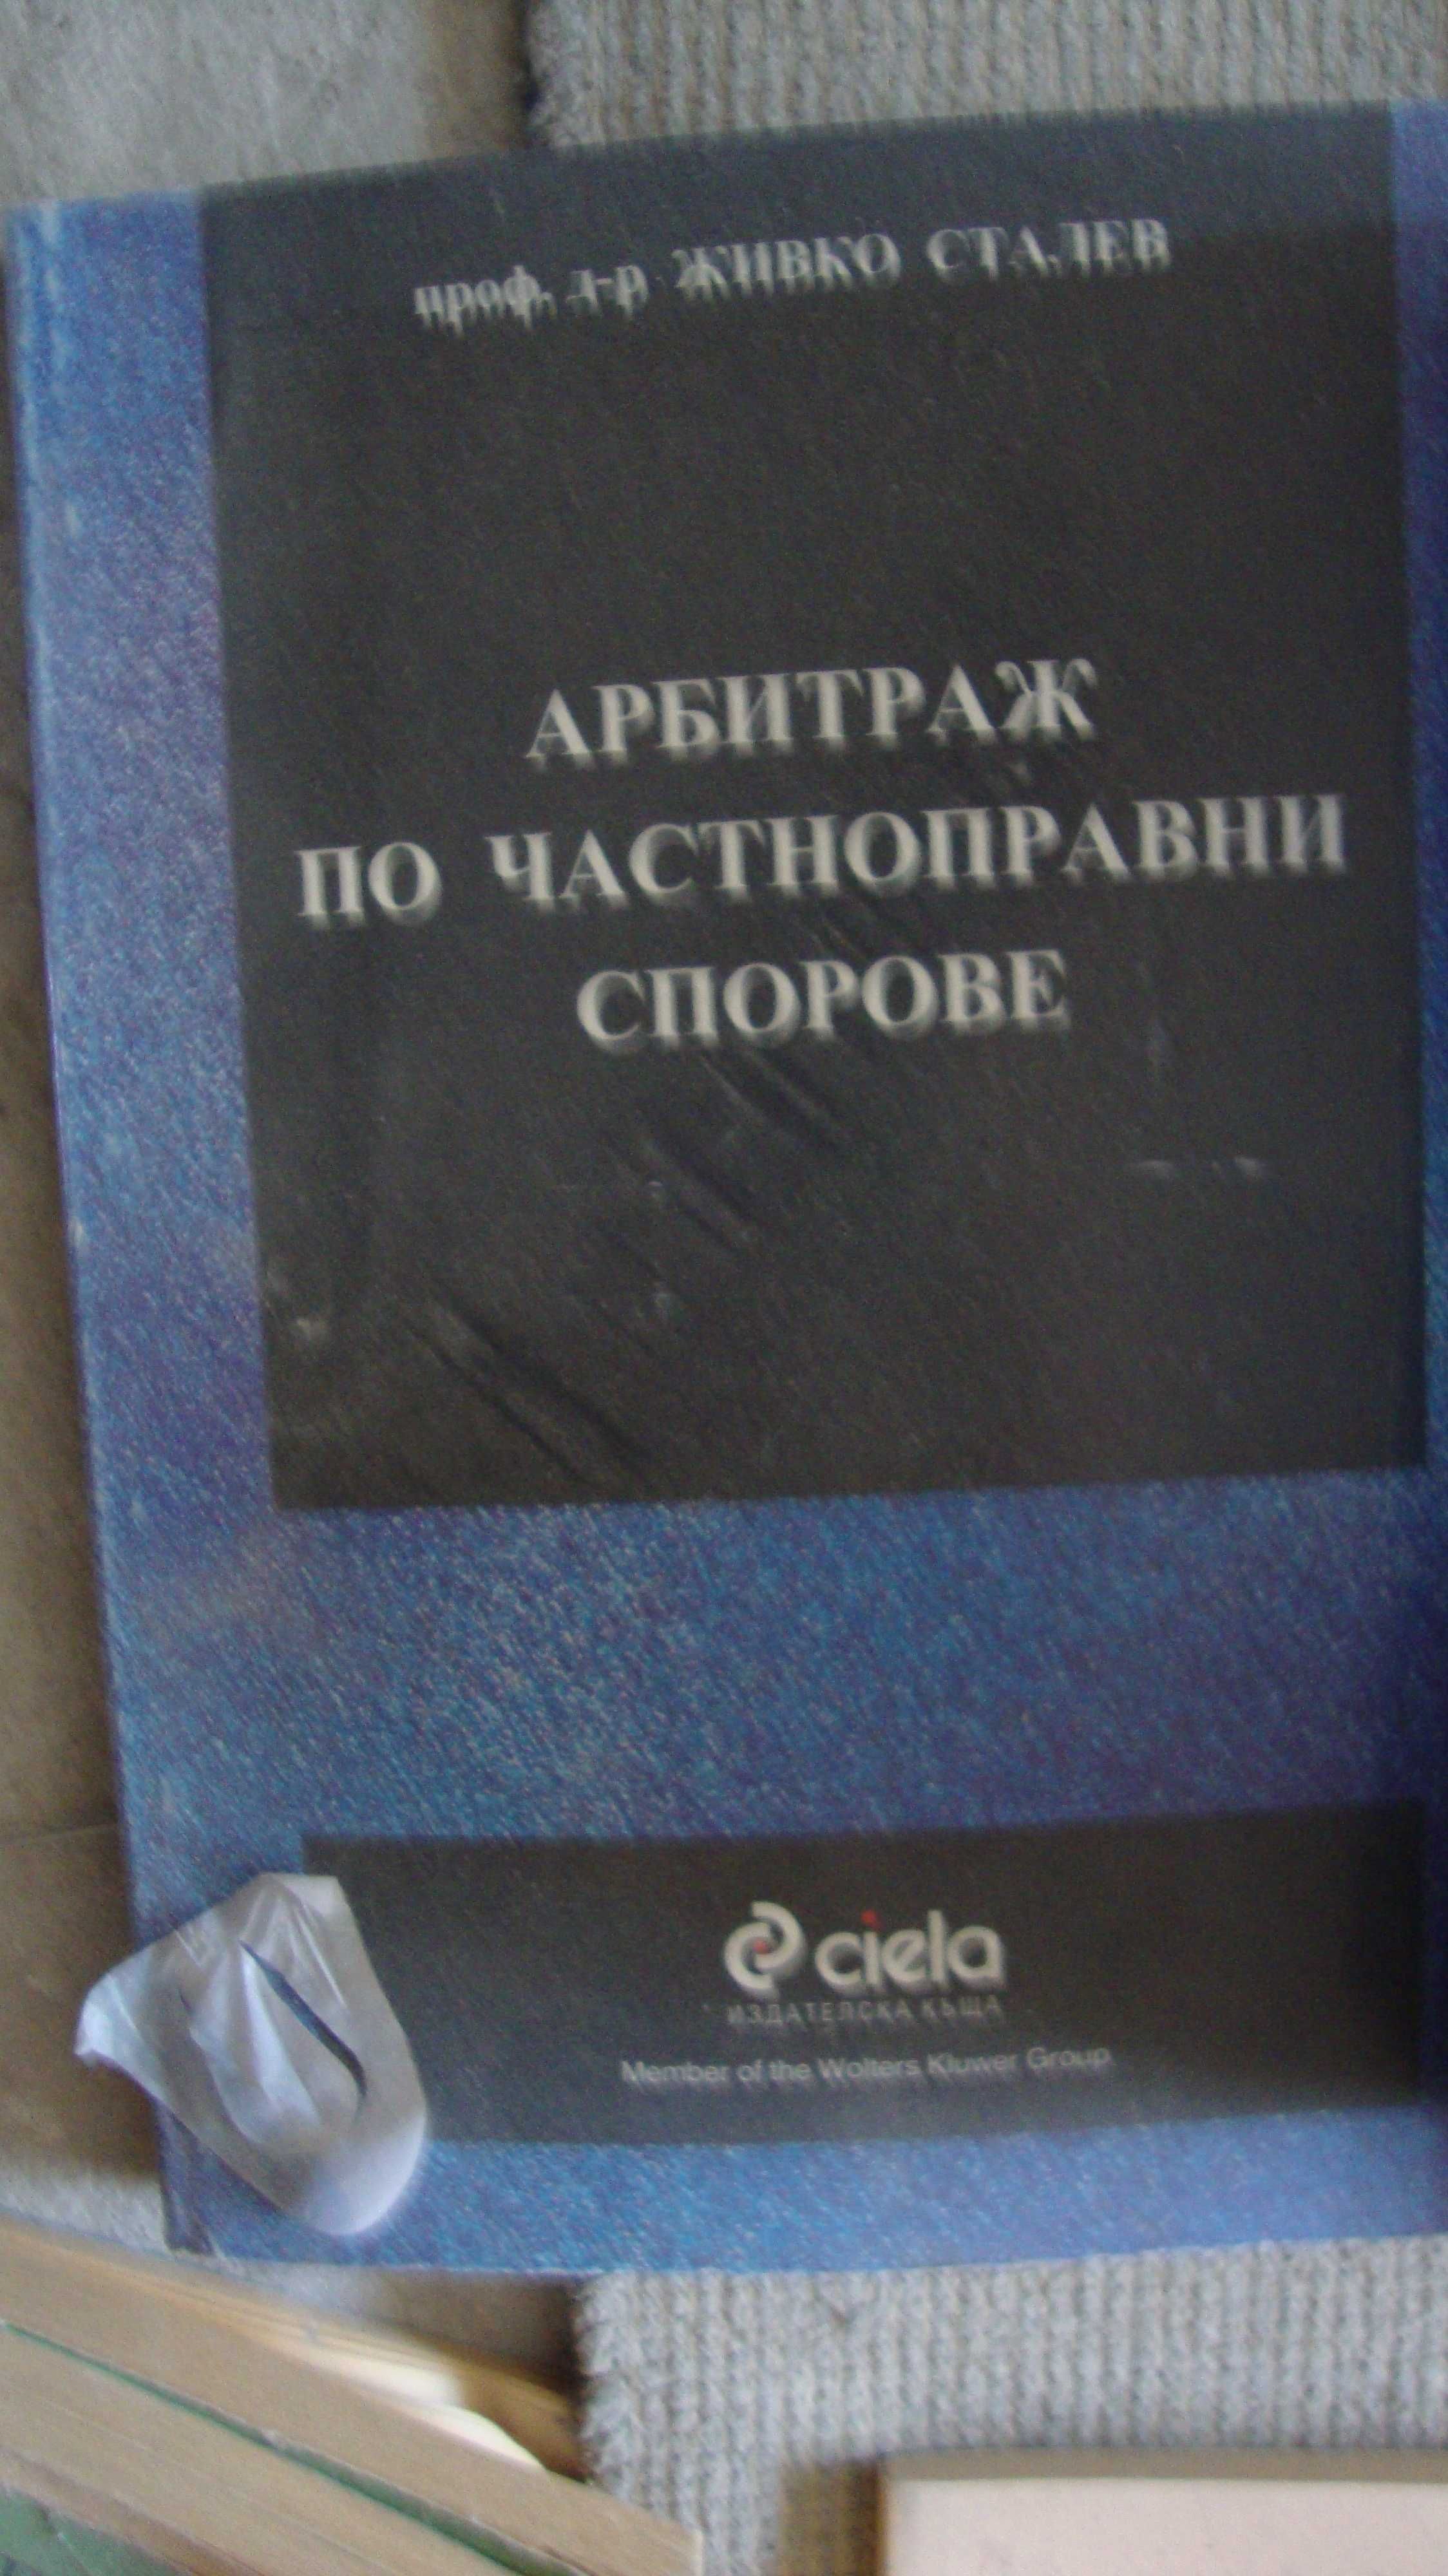 проф. д-р ЖИВКО СТАЛЕВ
АРБИТРАЖ
ПО ЧАСТНОПРАВНИ
СПОРОВЕ
ciela
ИЗДАТЕЛСКА КЪЩА
Member of the Wolters Kluwer Group